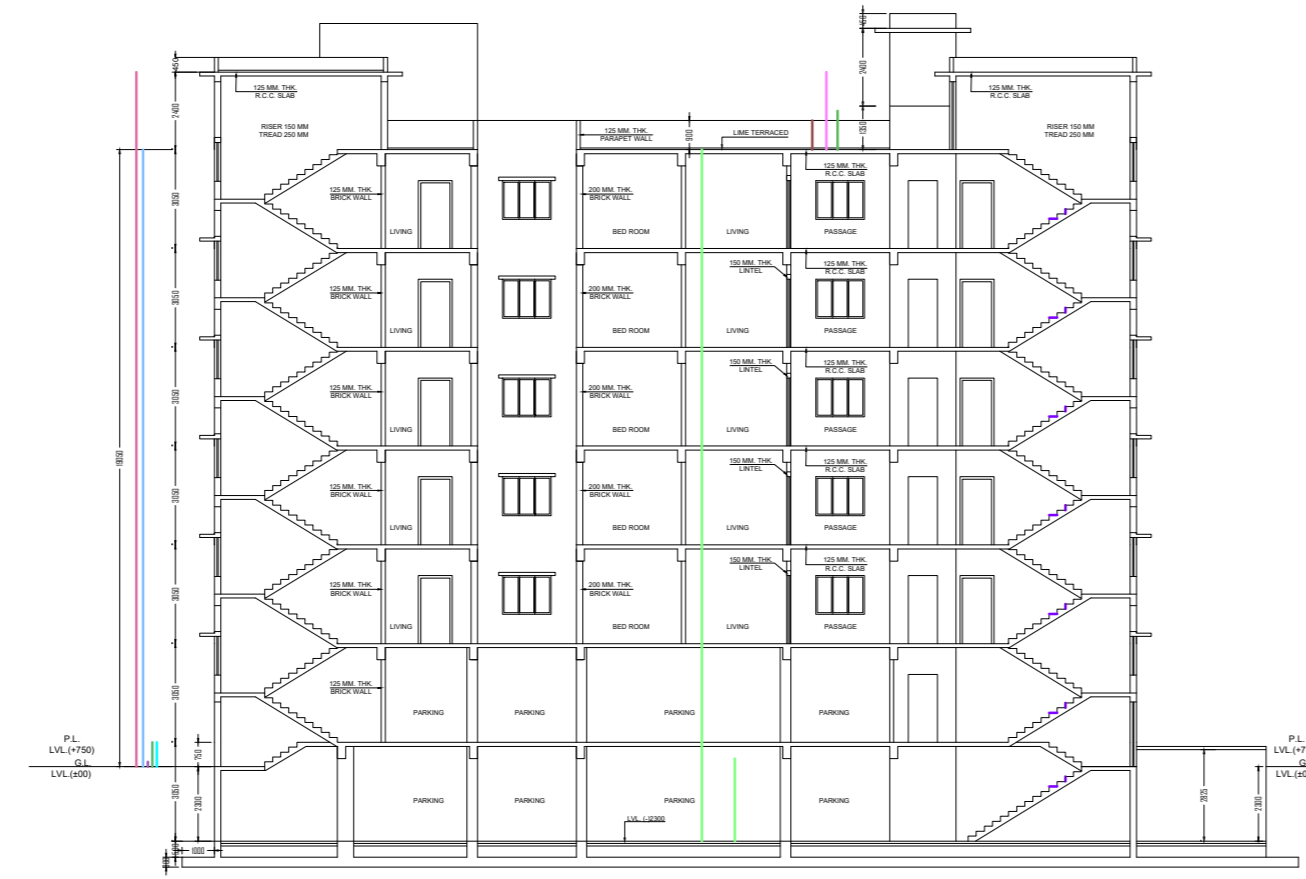 450
450
2400
125 MM. THK.
R.C.C. SLAB
125 MM. THK.
R.C.C. SLAB
2400
RISER 150 MM
TREAD 250 MM
125 MM. THK.
PARAPET WALL
900
LIME TERRACED
1350
RISER 150 MM
TREAD 250 MM
125 MM. THK.
R.C.C. SLAB
3050
125 MM. THK.
BRICK WALL
200 MM. THK.
BRICK WALL
LIVING
BED ROOM
LIVING
PASSAGE
150 MM. THK.
LINTEL
125 MM. THK.
R.C.C. SLAB
3050
125 MM. THK.
BRICK WALL
200 MM. THK.
BRICK WALL
LIVING
BED ROOM
LIVING
PASSAGE
150 MM. THK.
LINTEL
125 MM. THK.
R.C.C. SLAB
3050
125 MM. THK.
BRICK WALL
200 MM. THK.
BRICK WALL
LIVING
BED ROOM
LIVING
PASSAGE
19050
150 MM. THK.
LINTEL
125 MM. THK.
R.C.C. SLAB
3050
125 MM. THK.
BRICK WALL
200 MM. THK.
BRICK WALL
LIVING
BED ROOM
LIVING
PASSAGE
150 MM. THK.
LINTEL
125 MM. THK.
R.C.C. SLAB
3050
125 MM. THK.
BRICK WALL
200 MM. THK.
BRICK WALL
LIVING
BED ROOM
LIVING
PASSAGE
3050
125 MM. THK.
BRICK WALL
PARKING
PARKING
PARKING
PARKING
P.L.
LVL.(+750)
G.L.
LVL.(±00)
750
P.L.
LVL.(+7
G
LVL.(±0
3050
2300
PARKING
PARKING
PARKING
PARKING
2825
2300
LVL. (-)2300
1000